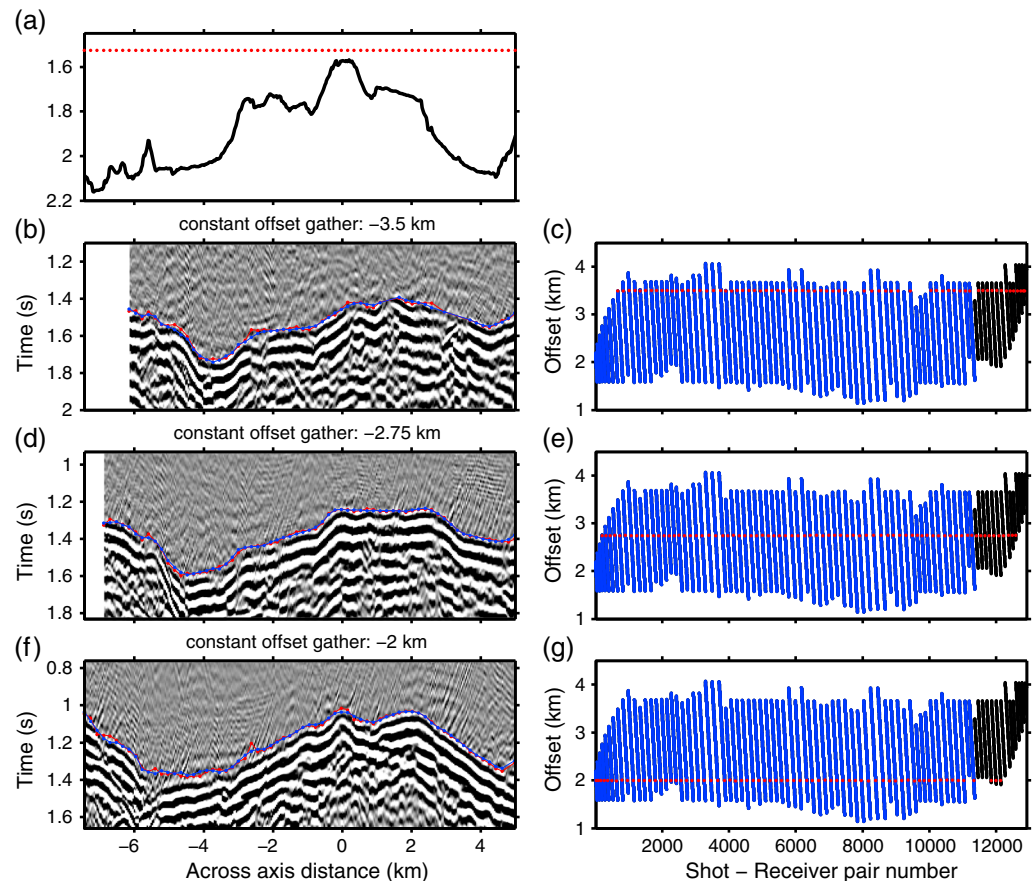 (a)
1.6
1.8
2
2.2
constant offset gather: −3.5 km
(b)
Time (s)
1.2
1.4
1.6
1.8
2
(c)
Offset (km)
4
3
2
1
constant offset gather: −2.75 km
(d)
Time (s)
1
1.2
1.4
1.6
1.8
(e)
Offset (km)
4
3
2
1
constant offset gather: −2 km
(f)
Time (s)
0.8
1
1.2
1.4
1.6
−6 −4 −2 0 2 4
Across axis distance (km)
(g)
Offset (km)
4
3
2
1
2000 4000 6000 8000 10000 12000
Shot − Receiver pair number